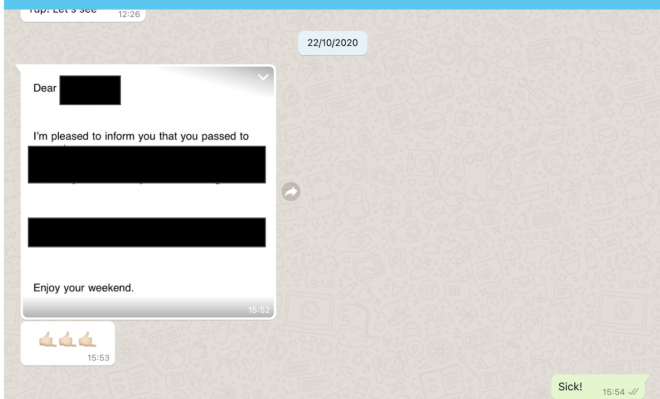 12:26
22/10/2020
Dear
I'm pleased to inform you that you passed to
Enjoy your weekend.
15:52
15:53
Sick!
15:54